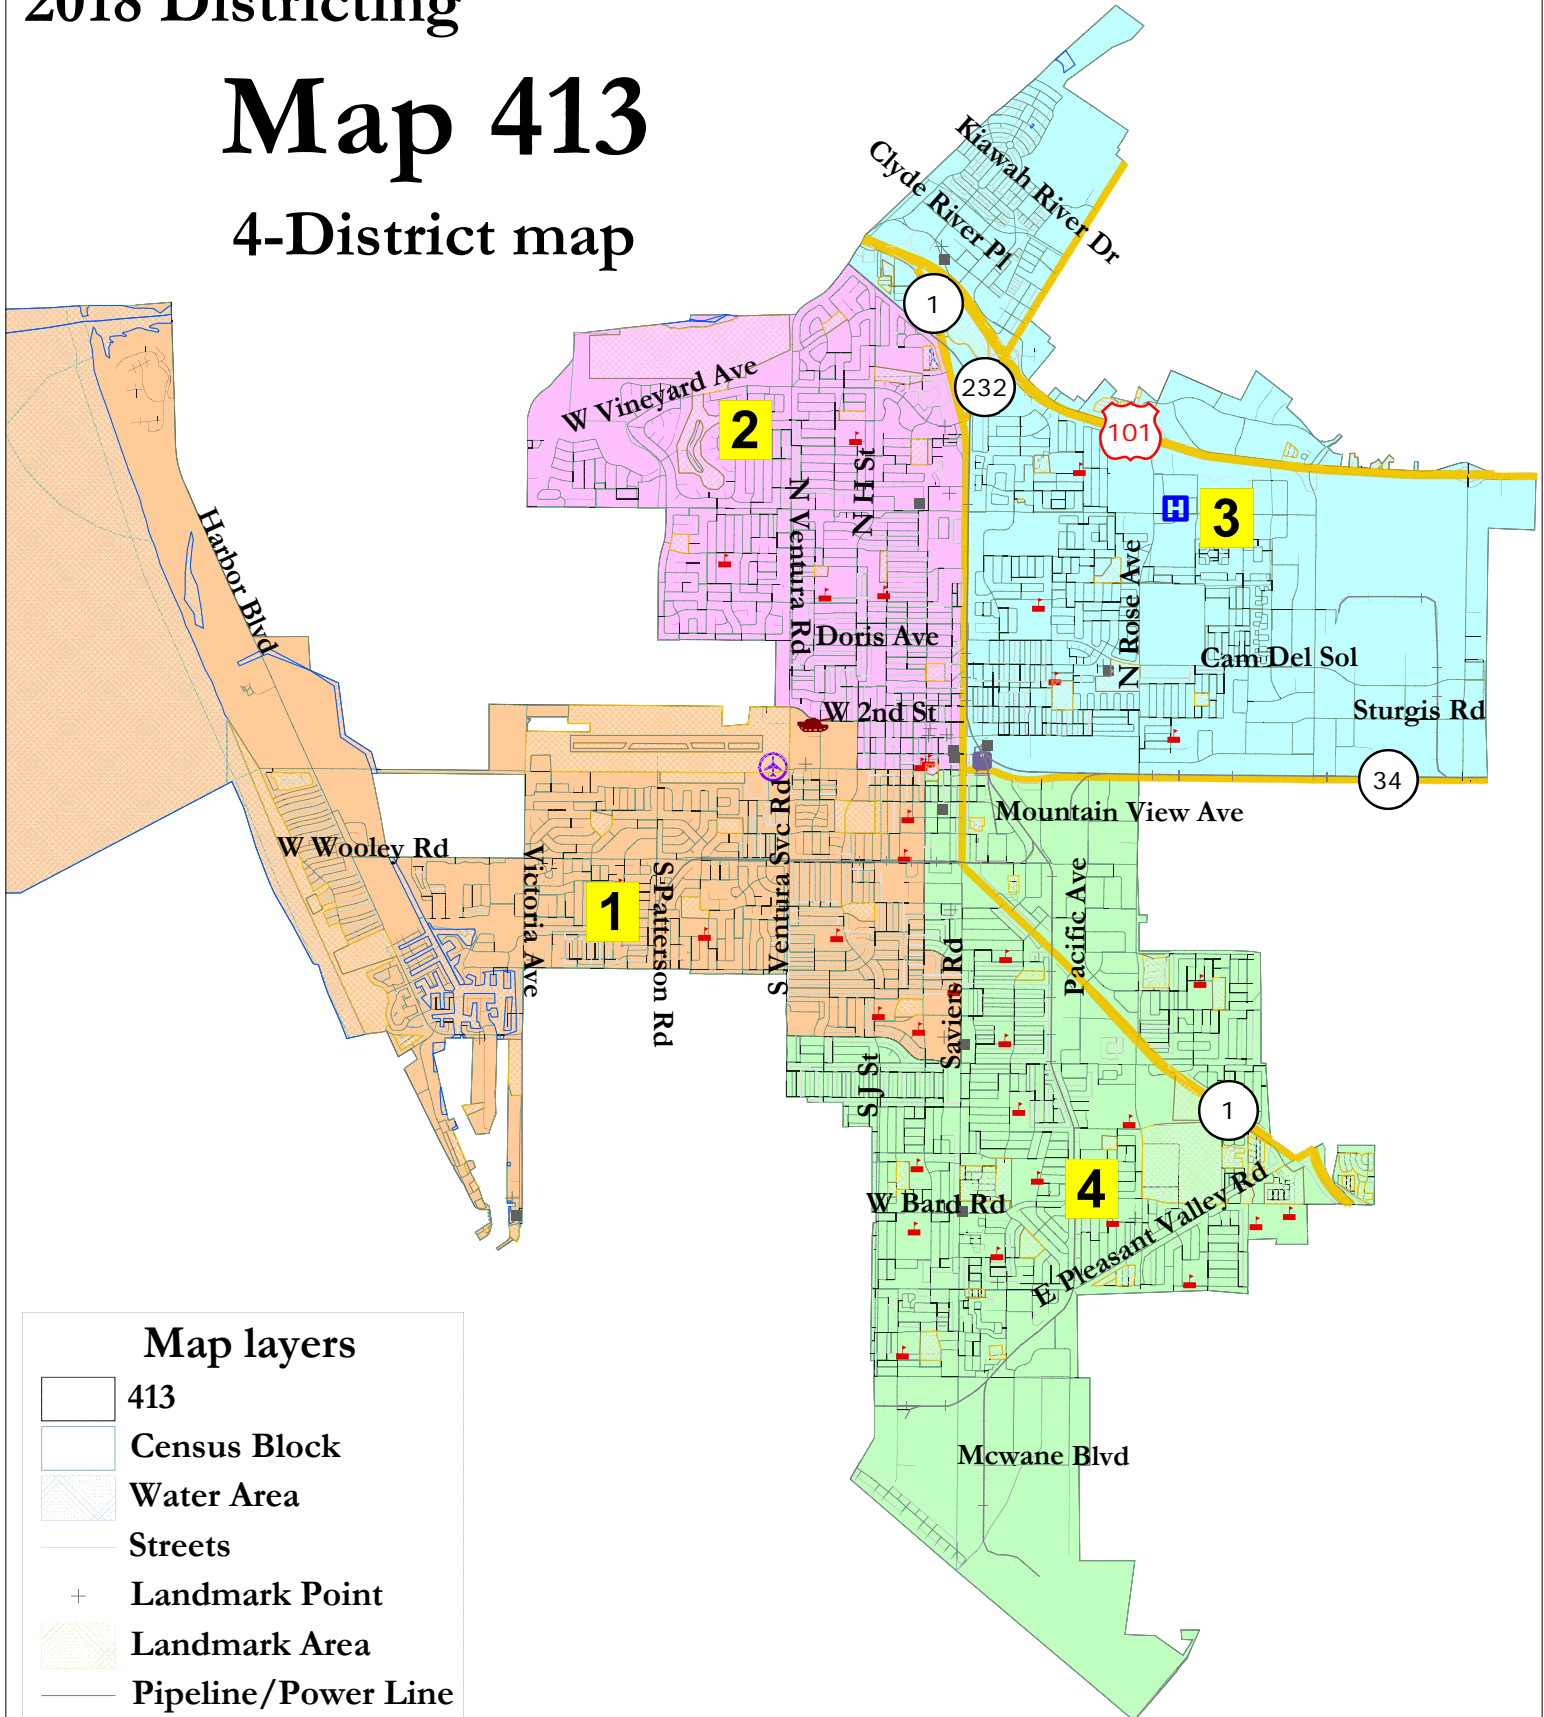 2018 Districting
Map 413
4-District map
Kiawah River Dr
Clyde River Pl
1
232
101
W Vineyard Ave
2
N H St
N Ventura Rd
H
3
N Rose Ave
Harbor Blvd
Doris Ave
Cam Del Sol
W 2nd St
Sturgis Rd
34
Mountain View Ave
W Wooley Rd
Victoria Ave
1
S Patterson Rd
S Ventura Svc Rd
Saviers Rd
Pacific Ave
S J St
1
W Bard Rd
4
E Pleasant Valley Rd
Mcwane Blvd
Map layers
413
Census Block
Water Area
Streets
Landmark Point
Landmark Area
Pipeline/Power Line